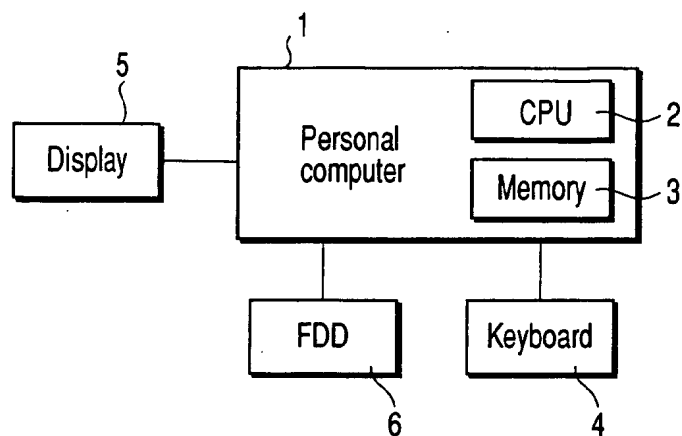 1
5
CPU
2
Display
Personal
computer
Memory
3
FDD
Keyboard
6
4